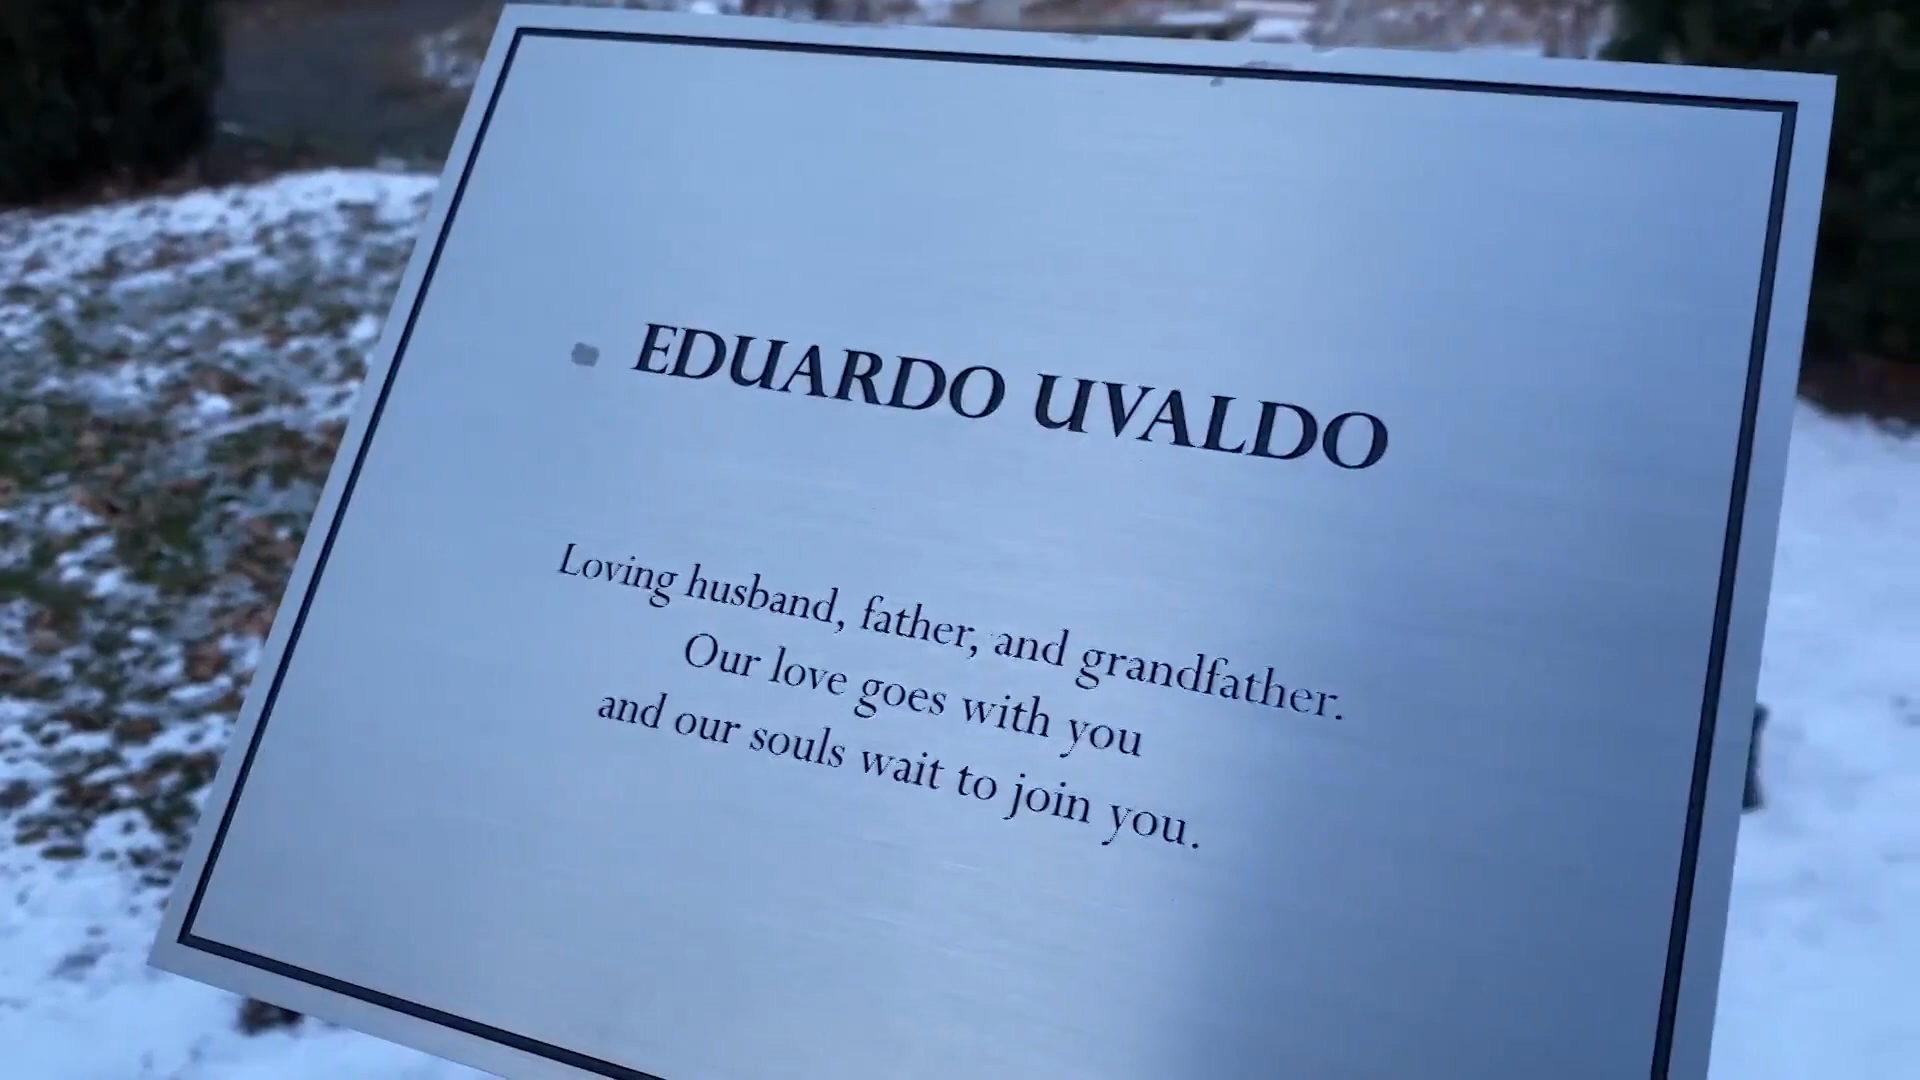 EDUARDO UVALDO
Loving husband, father, and grandfather.
Our love goes with you
and our souls wait to join you.